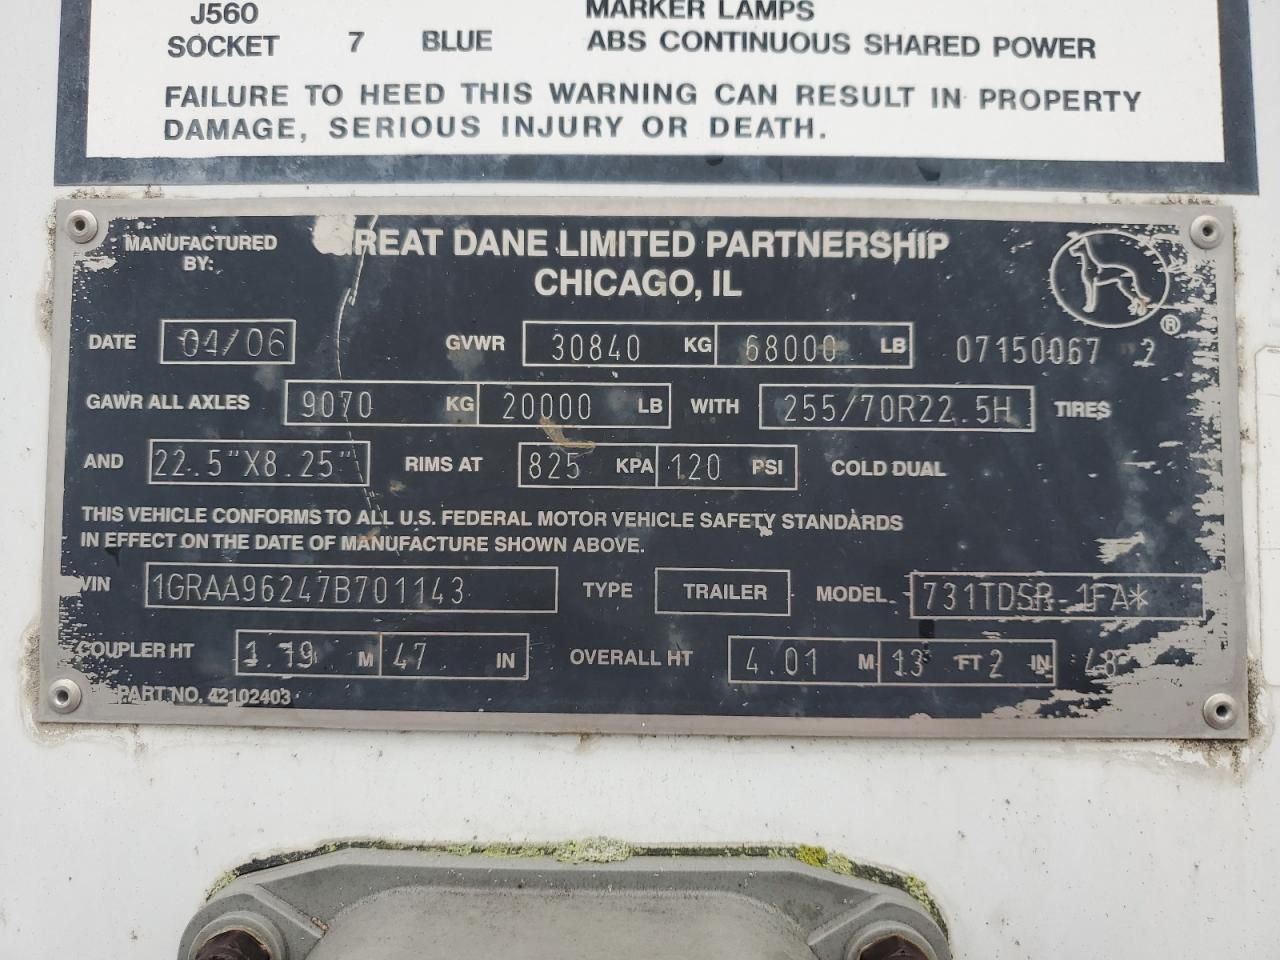 J560 MARKER LAMPS
SOCKET 7 BLUE ABS CONTINUOUS SHARED POWER
FAILURE TO HEED THIS WARNING CAN RESULT IN PROPERTY
DAMAGE, SERIOUS INJURY OR DEATH.
MANUFACTURED BY: GREAT DANE LIMITED PARTNERSHIP
CHICAGO, IL
®
DATE 04/06 GVWR 30840 KG 68000 LB 07150067 2
GAWR ALL AXLES 9070 KG 20000 LB WITH 255/70R22.5H TIRES
AND 22.5"X8.25" RIMS AT 825 KPA 120 PSI COLD DUAL
THIS VEHICLE CONFORMS TO ALL U.S. FEDERAL MOTOR VEHICLE SAFETY STANDARDS
IN EFFECT ON THE DATE OF MANUFACTURE SHOWN ABOVE.
VIN 1GRAA96247B701143 TYPE TRAILER MODEL 731TDSR-1FA*
COUPLER HT 1.19 M 47 IN OVERALL HT 4.01 M 13 FT 2 IN 48
PART NO. 42102403